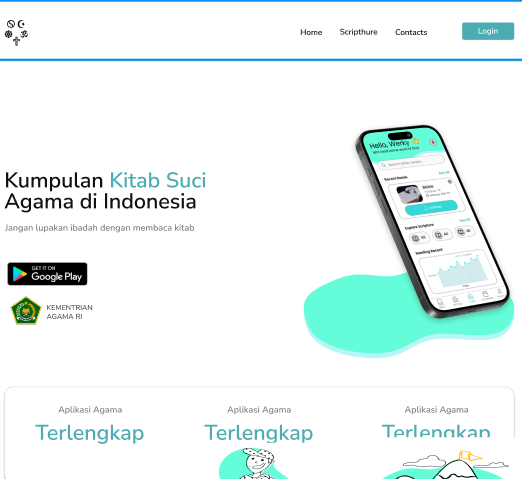 Home Scripthure Contacts Login
Kumpulan Kitab Suci
Agama di Indonesia
Jangan lupakan ibadah dengan membaca kitab
GET IT ON
Google Play
KEMENTRIAN
AGAMA RI
Hello, Werky
Recent Reads
Explore Scripture
Reading Record
Aplikasi Agama Aplikasi Agama Aplikasi Agama
Terlengkap Terlengkap Terlengkap